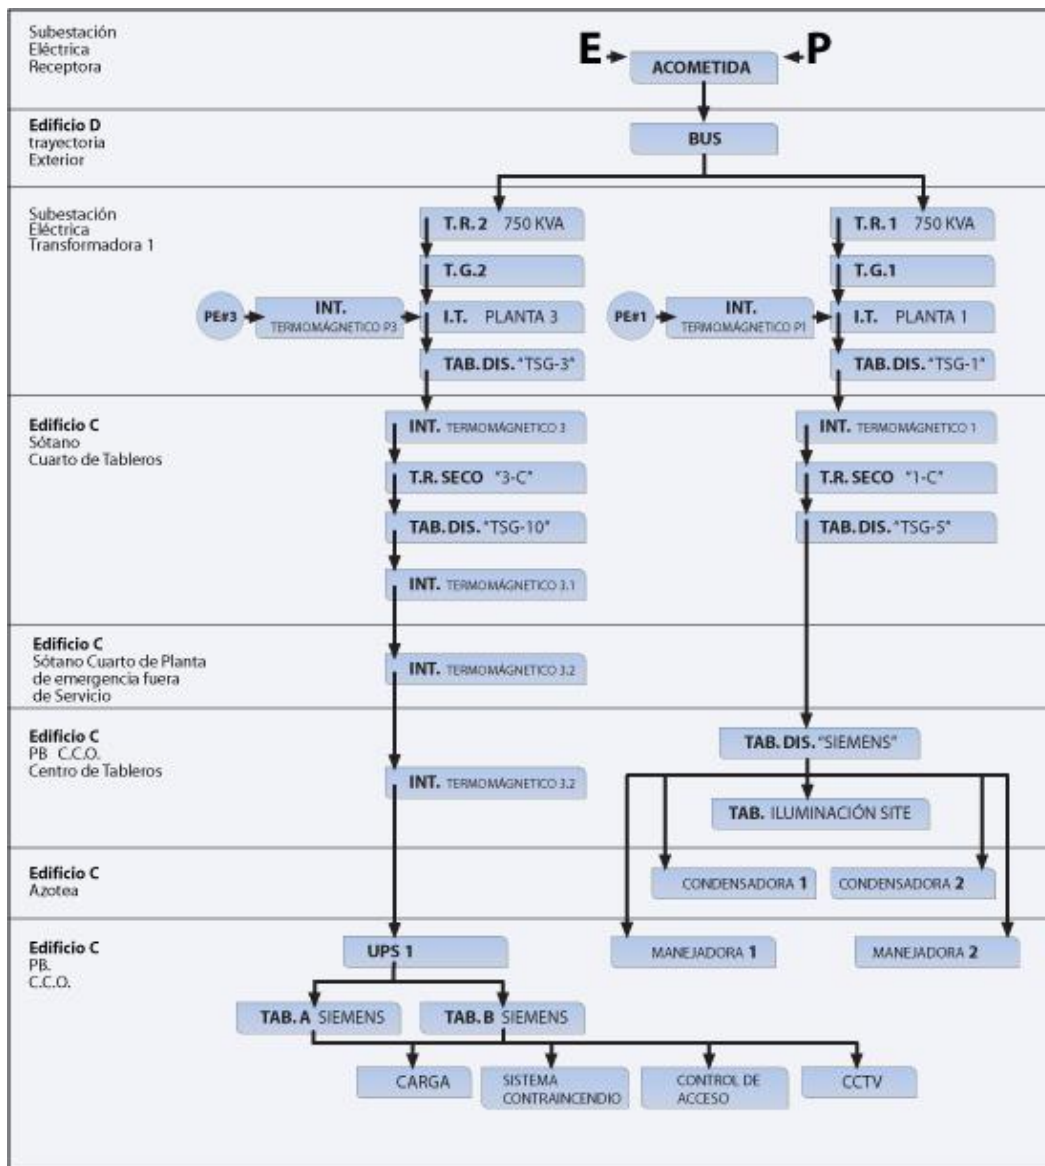 Subestación
Eléctrica
Receptora
E
P
ACOMETIDA
Edificio D
trayectoria
Exterior
BUS
Subestación
Eléctrica
Transformadora 1
T.R.2 750 KVA
T.R.1 750 KVA
T.G.2
T.G.1
PE#3
INT.
TERMOMÁGNETICO P3
I.T. PLANTA 3
PE#1
INT.
TERMOMÁGNETICO P1
I.T. PLANTA 1
TAB.DIS. "TSG-3"
TAB.DIS. "TSG-1"
Edificio C
Sótano
Cuarto de Tableros
INT. TERMOMÁGNETICO 3
INT. TERMOMÁGNETICO 1
T.R. SECO "3-C"
T.R. SECO "1-C"
TAB.DIS. "TSG-10"
TAB.DIS. "TSG-5"
INT. TERMOMÁGNETICO 3.1
Edificio C
Sótano Cuarto de Planta
de emergencia fuera
de Servicio
INT. TERMOMÁGNETICO 3.2
Edificio C
PB C.C.O.
Centro de Tableros
TAB.DIS. "SIEMENS"
INT. TERMOMÁGNETICO 3.2
TAB. ILUMINACIÓN SITE
Edificio C
Azotea
CONDENSADORA 1
CONDENSADORA 2
Edificio C
PB.
C.C.O.
UPS 1
MANEJADORA 1
MANEJADORA 2
TAB.A SIEMENS
TAB.B SIEMENS
CARGA
SISTEMA
CONTRAINCENDIO
CONTROL DE
ACCESO
CCTV